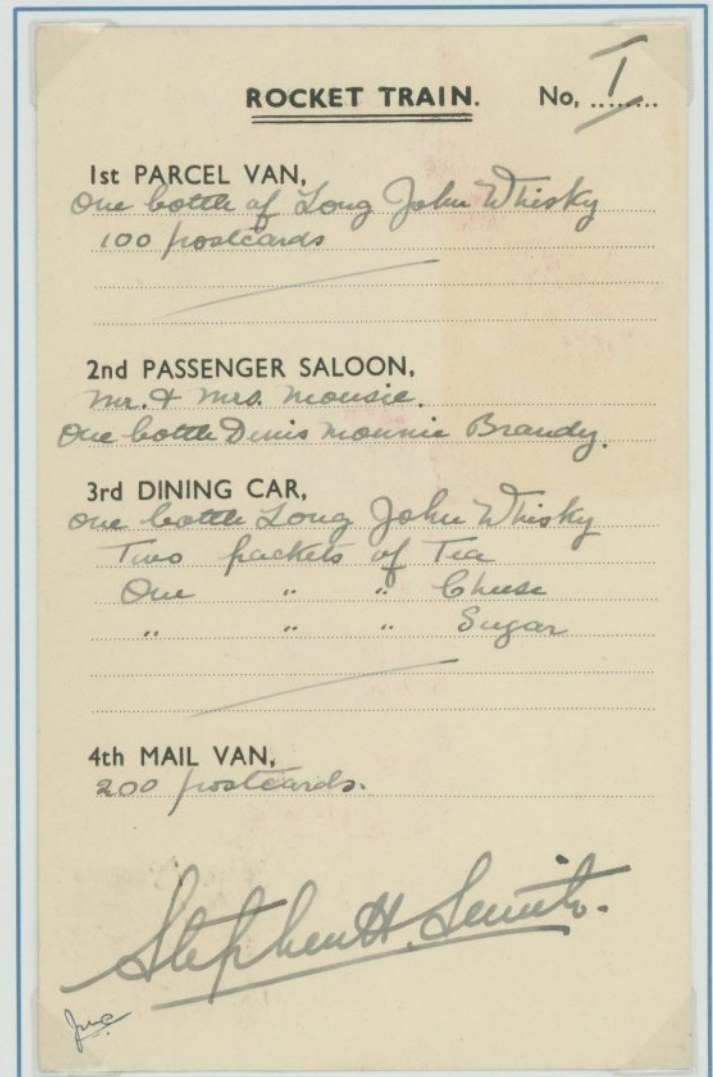 ROCKET TRAIN. No, ..I..
1st PARCEL VAN,
One bottle of Long John Whisky
100 postcards
2nd PASSENGER SALOON,
Mr. & Mrs. Mousie.
One bottle Denis Mounie Brandy.
3rd DINING CAR,
One bottle Long John Whisky
Two packets of Tea
One " " Cheese
" " " Sugar
4th MAIL VAN,
200 postcards.
Stephen H. Smith.